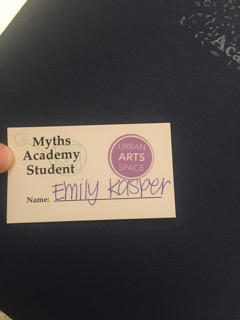 Myths
Academy
Student
URBAN
ARTS
SPACE
Name: Emily Kasper